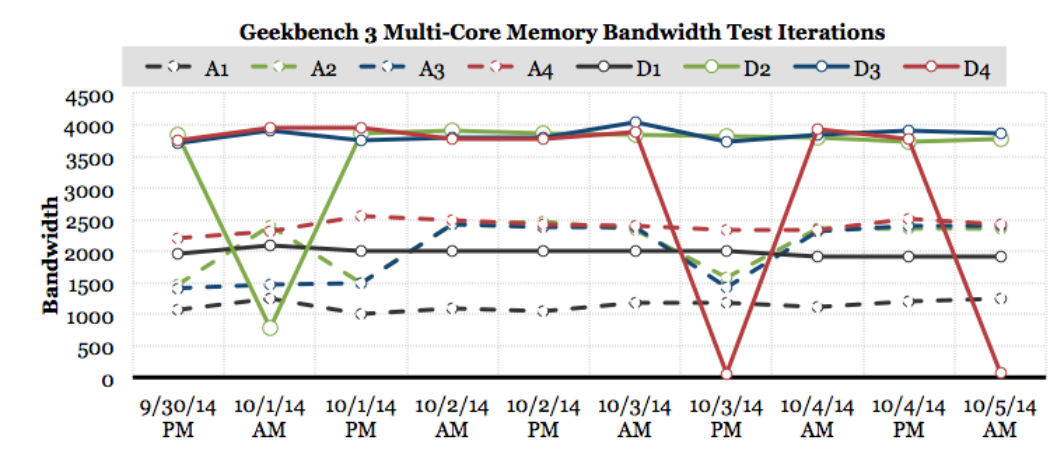 Geekbench 3 Multi-Core Memory Bandwidth Test Iterations
A1 A2 A3 A4 D1 D2 D3 D4
Bandwidth
4500
4000
3500
3000
2500
2000
1500
1000
500
0
9/30/14 10/1/14 10/1/14 10/2/14 10/2/14 10/3/14 10/3/14 10/4/14 10/4/14 10/5/14
PM AM PM AM PM AM PM AM PM AM